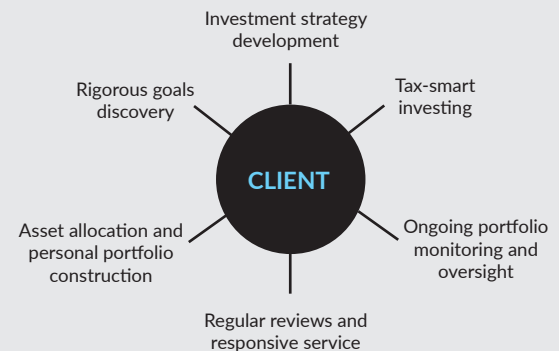 Investment strategy
development
Rigorous goals
discovery
Tax-smart
investing
CLIENT
Asset allocation and
personal portfolio
construction
Ongoing portfolio
monitoring and
oversight
Regular reviews and
responsive service